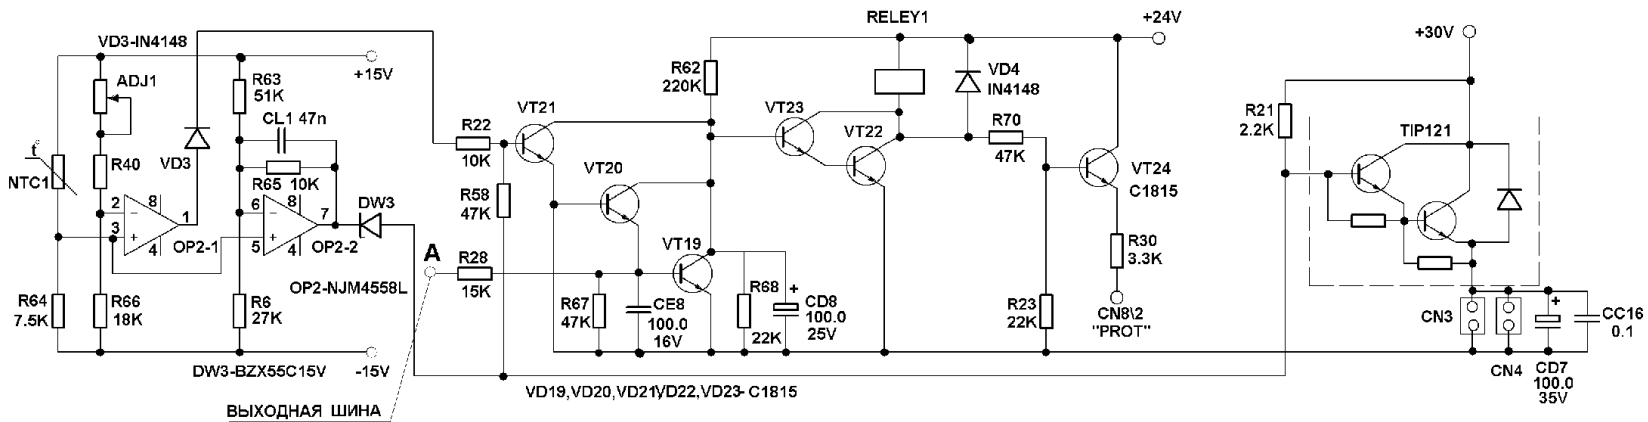 RELEY1
+24V
+30V
VD3-IN4148
+15V
ADJ1
R63
51K
CL1 47n
R62
220K
VD4
IN4148
VT21
VT23
R21
2.2K
TIP121
R22
10K
R70
47K
VT22
t°
NTC1
R40
VD3
R65 10K
VT20
VT24
C1815
R58
47K
2
8
1
3
4
OP2-1
6
8
7
5
4
OP2-2
DW3
A
VT19
R28
15K
R30
3.3K
OP2-NJM4558L
R64
7.5K
R66
18K
R6
27K
R67
47K
CE8
100.0
16V
R68
22K
+
CD8
100.0
25V
R23
22K
CN8\2
"PROT"
CN3
CN4
+
CD7
100.0
35V
CC16
0.1
-15V
DW3-BZX55C15V
VD19,VD20,VD21,VD22,VD23- C1815
ВЫХОДНАЯ ШИНА